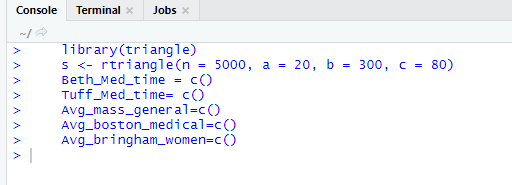 Console Terminal × Jobs ×
~/
> library(triangle)
> s <- rtriangle(n = 5000, a = 20, b = 300, c = 80)
> Beth_Med_time = c()
> Tuff_Med_time= c()
> Avg_mass_general=c()
> Avg_boston_medical=c()
> Avg_bringham_women=c()
>